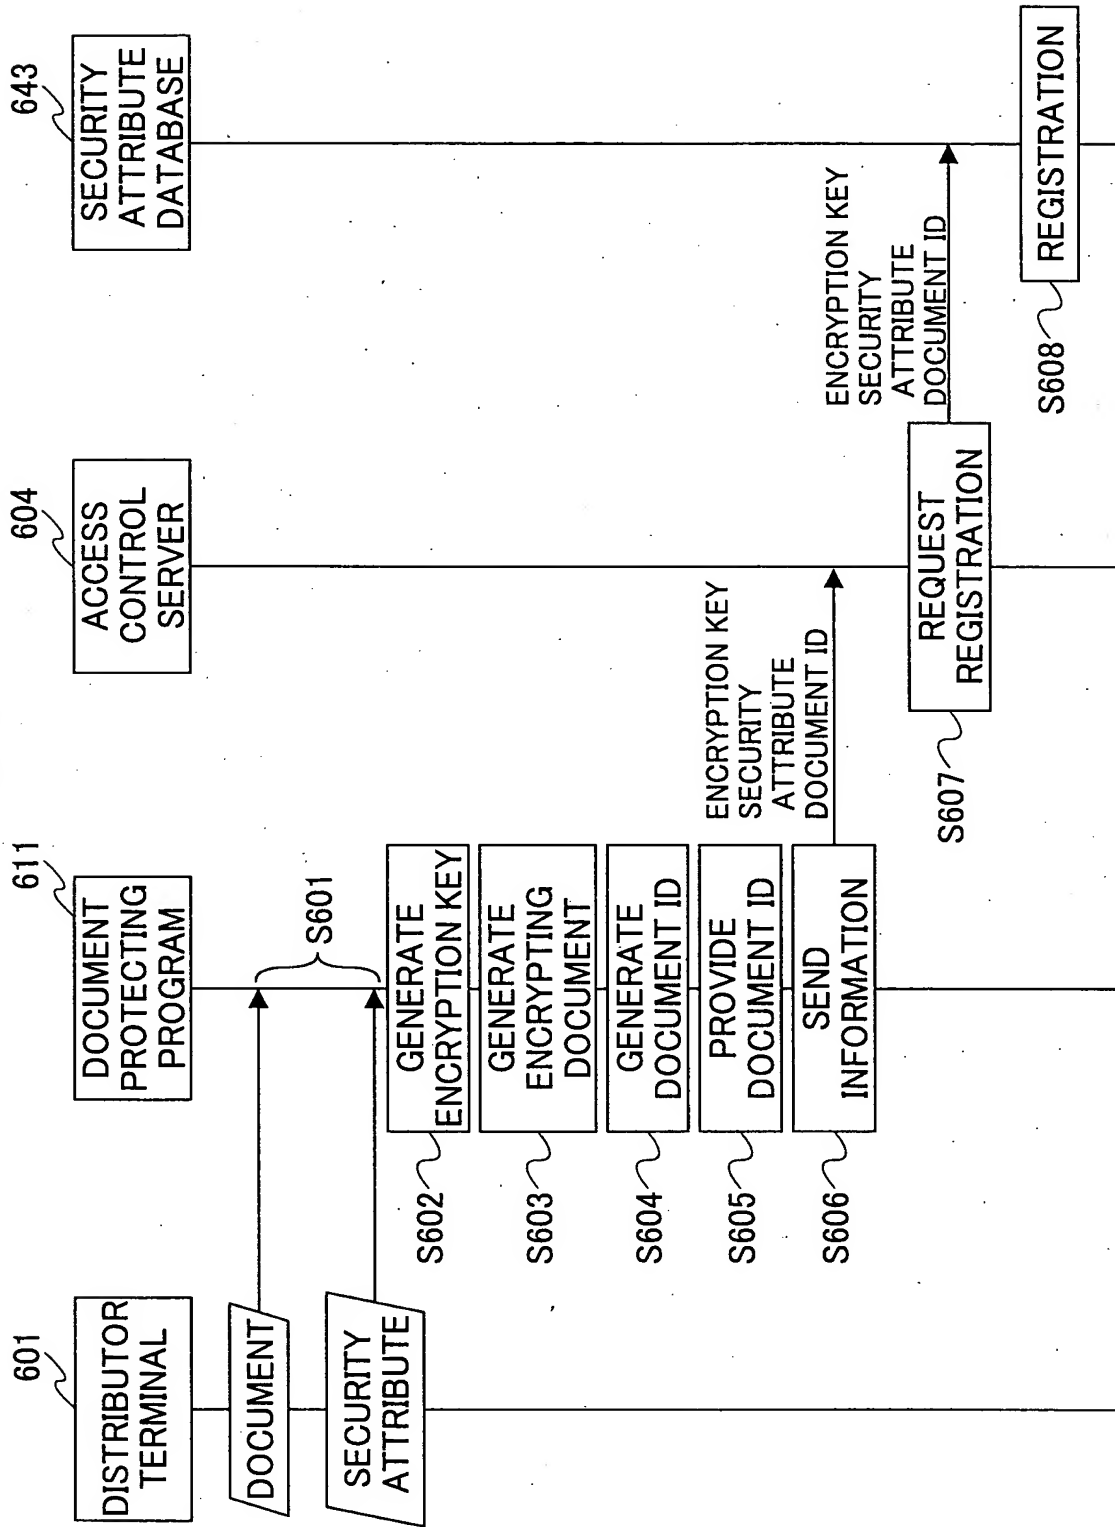 601
DISTRIBUTOR
TERMINAL
611
DOCUMENT
PROTECTING
PROGRAM
604
ACCESS
CONTROL
SERVER
643
SECURITY
ATTRIBUTE
DATABASE
DOCUMENT
S601
SECURITY
ATTRIBUTE
S602
GENERATE
ENCRYPTION KEY
S603
GENERATE
ENCRYPTING
DOCUMENT
S604
GENERATE
DOCUMENT ID
S605
PROVIDE
DOCUMENT ID
S606
SEND
INFORMATION
ENCRYPTION KEY
SECURITY
ATTRIBUTE
DOCUMENT ID
S607
REQUEST
REGISTRATION
ENCRYPTION KEY
SECURITY
ATTRIBUTE
DOCUMENT ID
S608
REGISTRATION